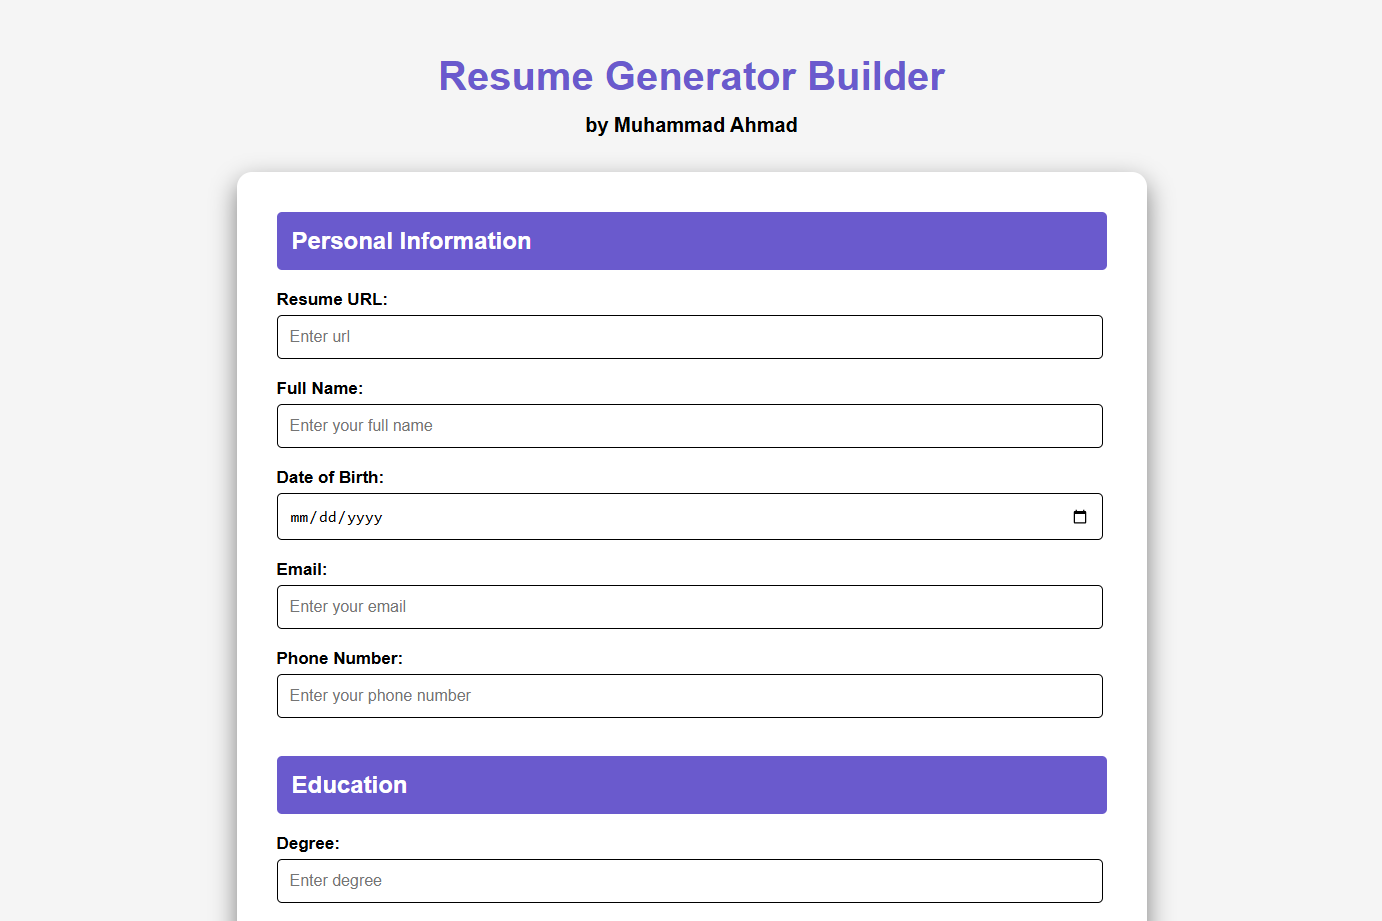 Resume Generator Builder
by Muhammad Ahmad
Personal Information
Resume URL:
Enter url
Full Name:
Enter your full name
Date of Birth:
mm/dd/yyyy
Email:
Enter your email
Phone Number:
Enter your phone number
Education
Degree:
Enter degree